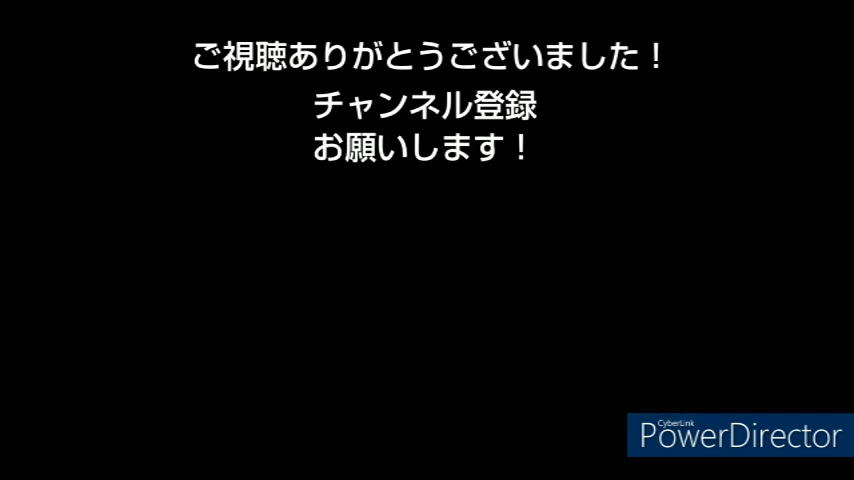 ご視聴ありがとうございました！
チャンネル登録
お願いします！
CyberLink
PowerDirector